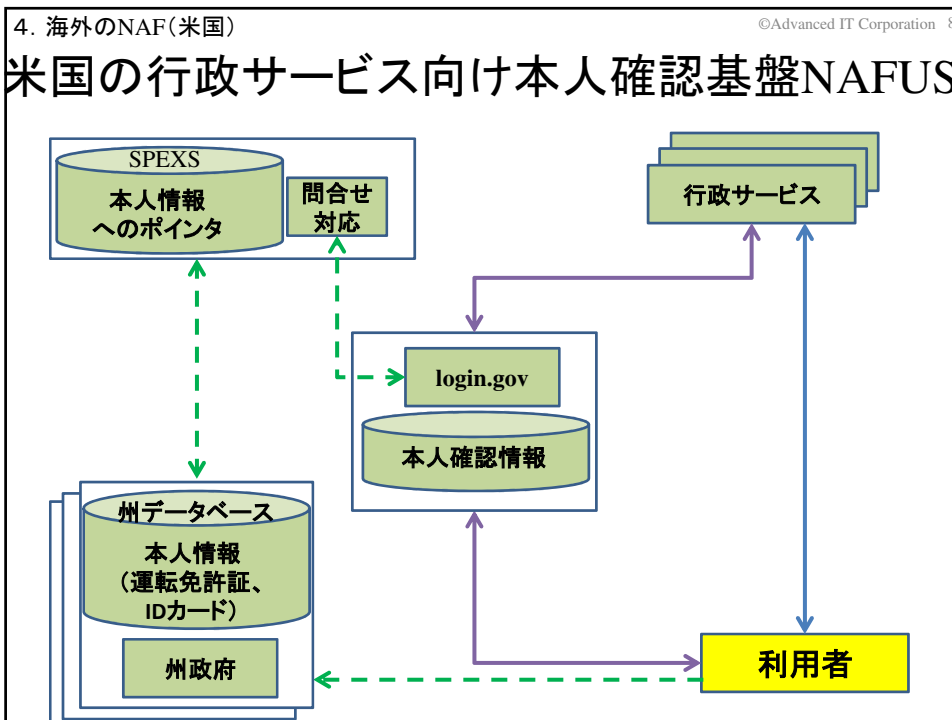 4．海外のNAF（米国）
©Advanced IT Corporation 8
米国の行政サービス向け本人確認基盤NAFUS
SPEXS
本人情報
へのポインタ
問合せ
対応
行政サービス
login.gov
本人確認情報
州データベース
本人情報
（運転免許証、
IDカード）
州政府
利用者